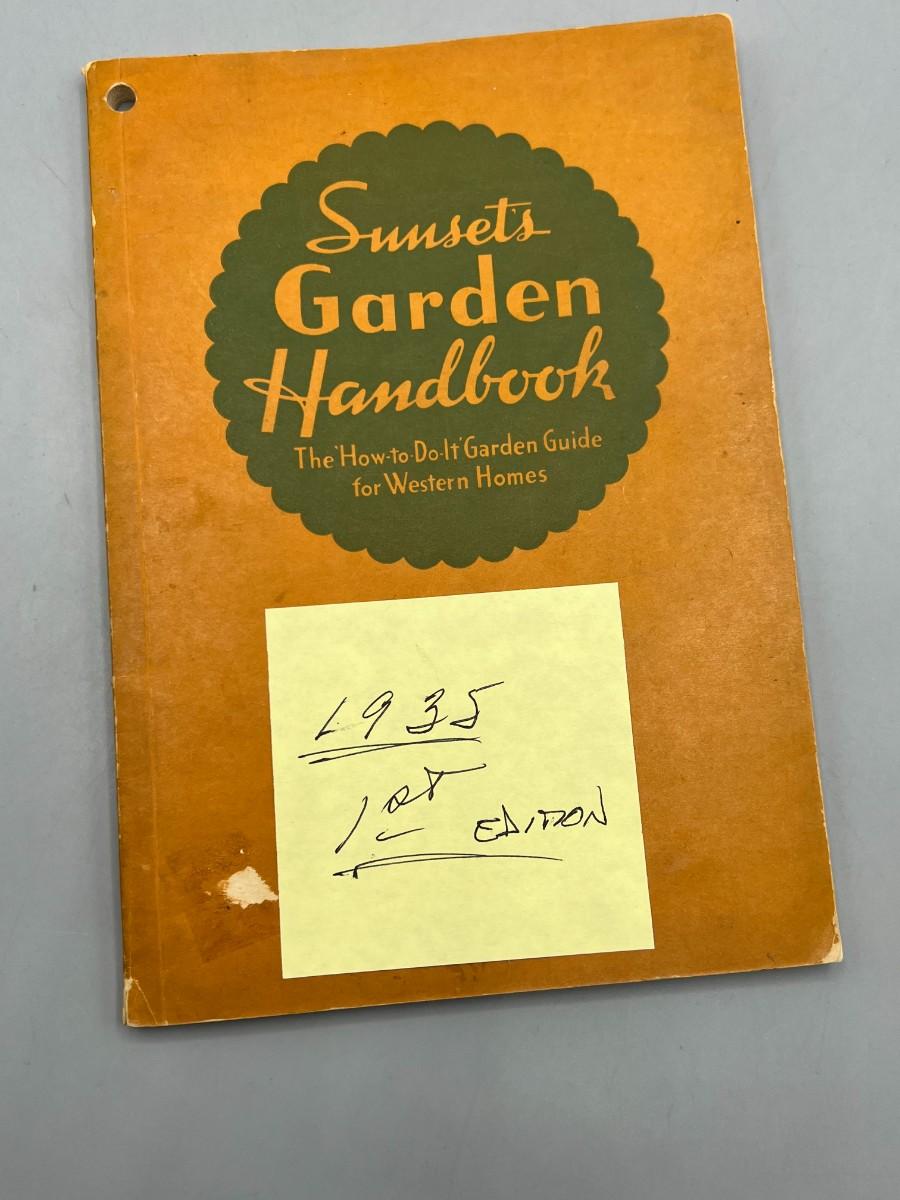 Sunset's
Garden
Handbook
The 'How-to-Do-It' Garden Guide
for Western Homes
1935
1st EDITION